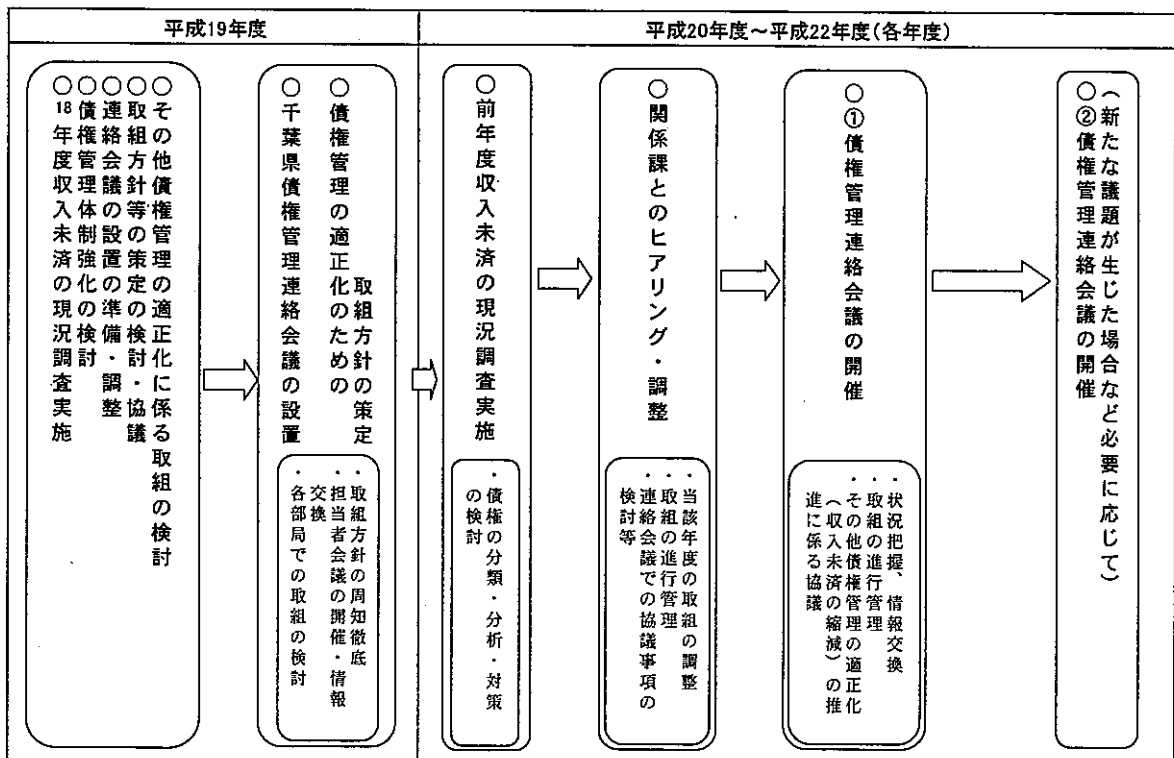 平成19年度
○その他債権管理の適正化に係る取組の検討
○取組方針等の策定の検討・協議
○連絡会議の設置の準備・調整
○債権管理体制強化の検討
○18年度収入未済の現況調査実施
○債権管理の適正化のための
取組方針の策定
○千葉県債権管理連絡会議の設置
・取組方針の周知徹底
・担当者会議の開催・情報
交換
・各部局での取組の検討
平成20年度～平成22年度(各年度)
○前年度収入未済の現況調査実施
・債権の分類・分析・対策
の検討
○関係課とのヒアリング・調整
・当該年度の取組の調整
・取組の進行管理
・連絡会議での協議事項の
検討等
○①債権管理連絡会議の開催
・状況把握、情報交換
・取組の進行管理
・その他債権管理の適正化
(収入未済の縮減)の推
進に係る協議
(新たな議題が生じた場合など必要に応じて)
○②債権管理連絡会議の開催